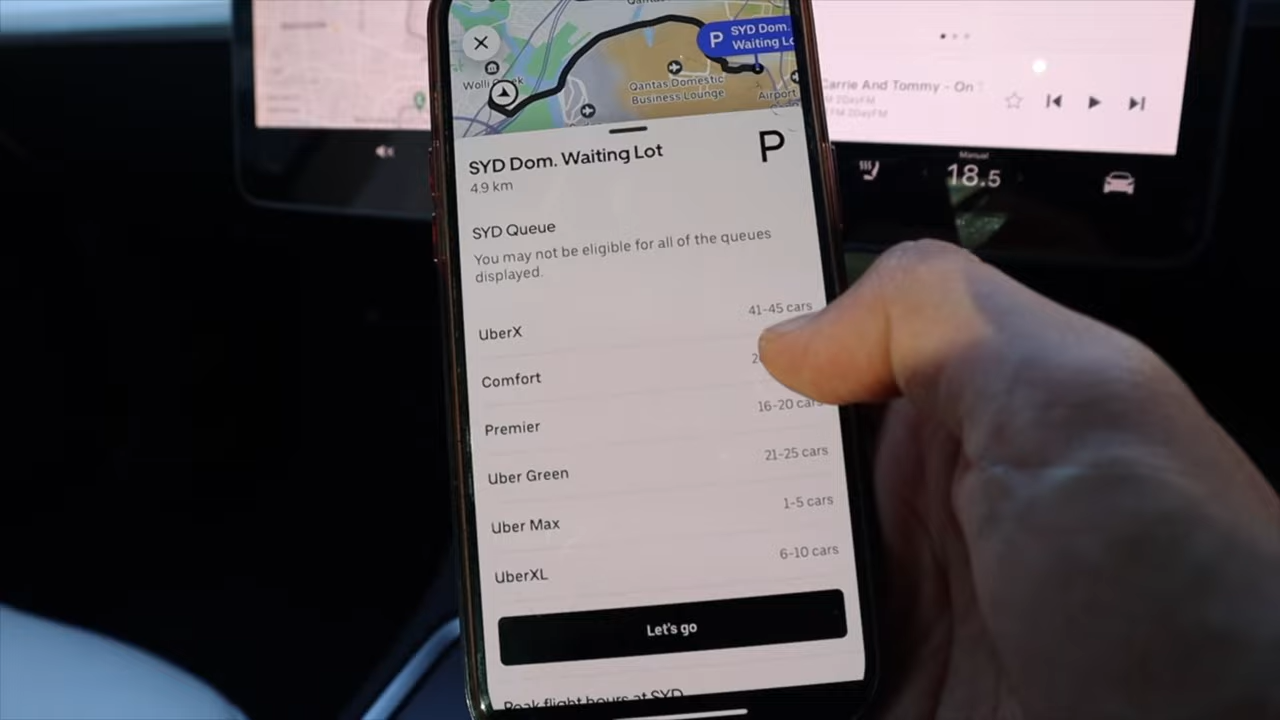 SYD Dom.
Waiting Lo
Wolli
Qantas Domestic
Business Lounge
Airport
SYD Dom. Waiting Lot
P
4.9 km
SYD Queue
You may not be eligible for all of the queues
displayed.
UberX 41-45 cars
Comfort 2
Premier 16-20 cars
Uber Green 21-25 cars
Uber Max 1-5 cars
UberXL 6-10 cars
Let's go
Peak flight hours at SYD
Carrie And Tommy - On
Manual
18.5